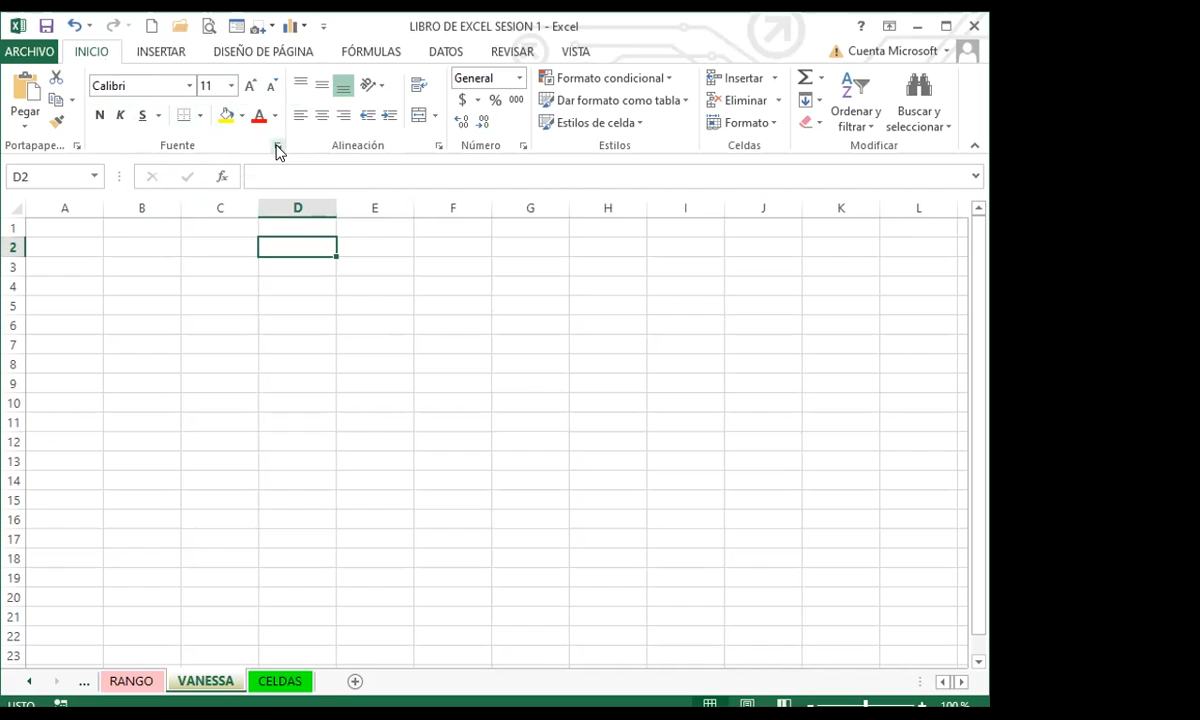 LIBRO DE EXCEL SESION 1 - Excel
?
ARCHIVO INICIO INSERTAR DISEÑO DE PÁGINA FÓRMULAS DATOS REVISAR VISTA Cuenta Microsoft
Calibri 11 General Formato condicional Insertar
Pegar $ % 000 Dar formato como tabla Eliminar Ordenar y filtrar Buscar y seleccionar
N K S A Estilos de celda Formato
Portapape... Fuente Alineación Número Estilos Celdas Modificar
D2 fx
A B C D E F G H I J K L
1
2
3
4
5
6
7
8
9
10
11
12
13
14
15
16
17
18
19
20
21
22
23
... RANGO VANESSA CELDAS
LISTO 100 %